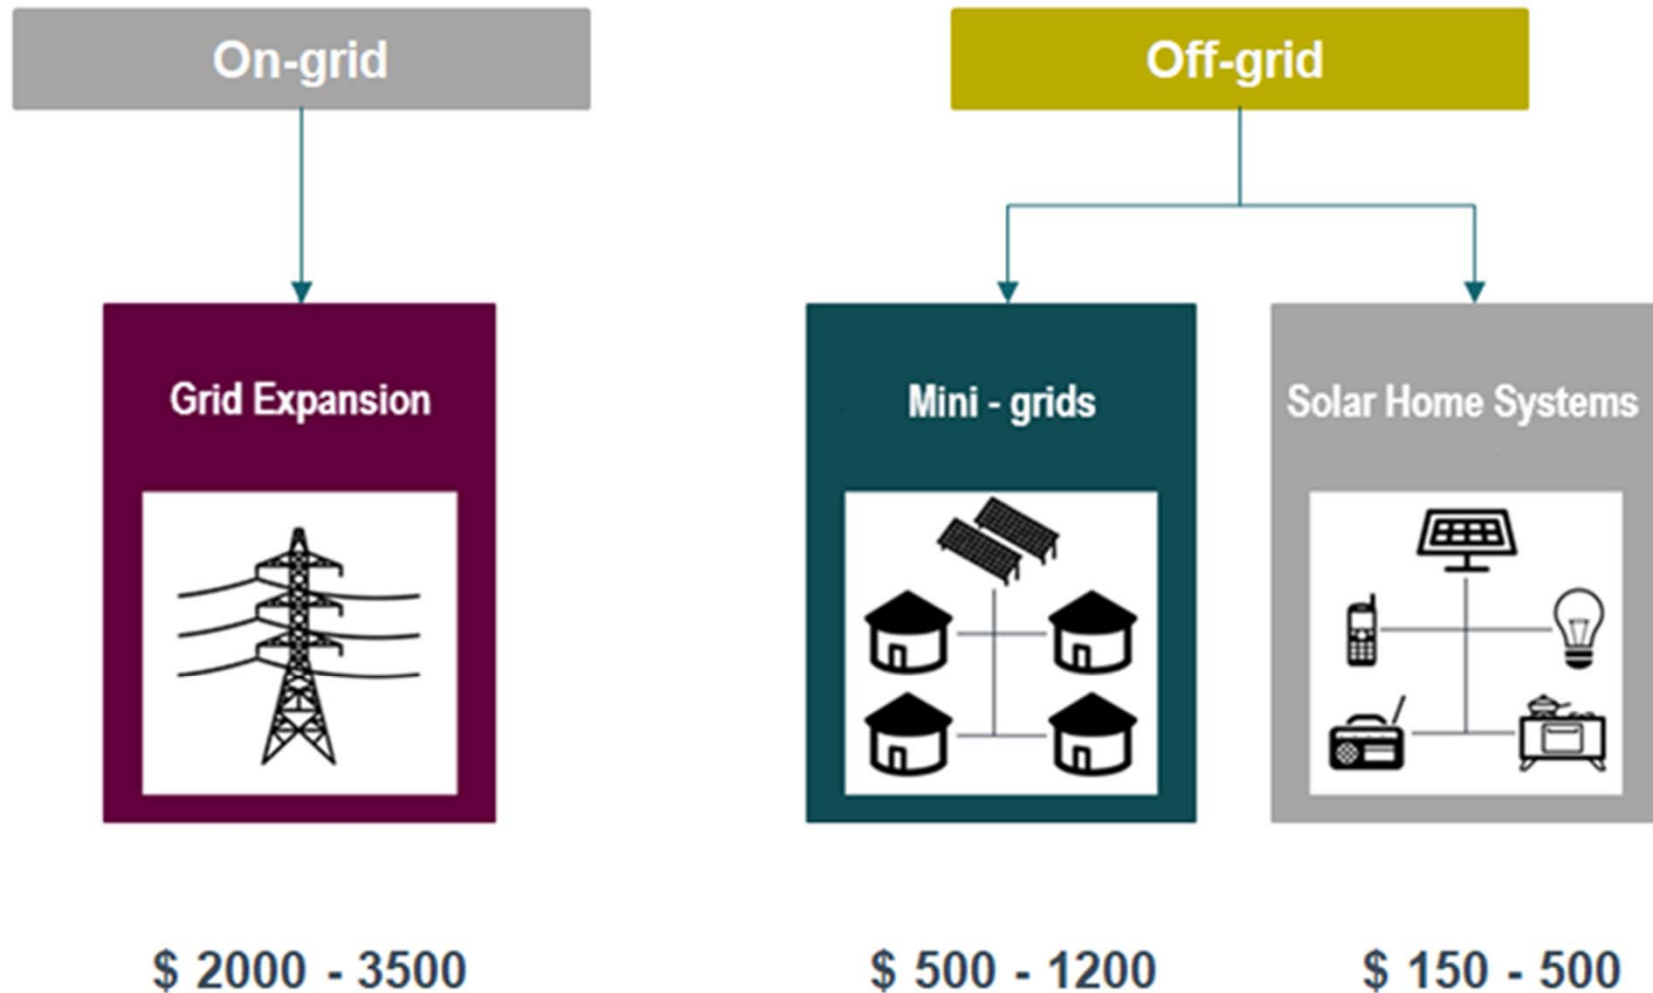 On-grid
Off-grid
Grid Expansion
Mini - grids
Solar Home Systems
$ 2000 - 3500
$ 500 - 1200
$ 150 - 500